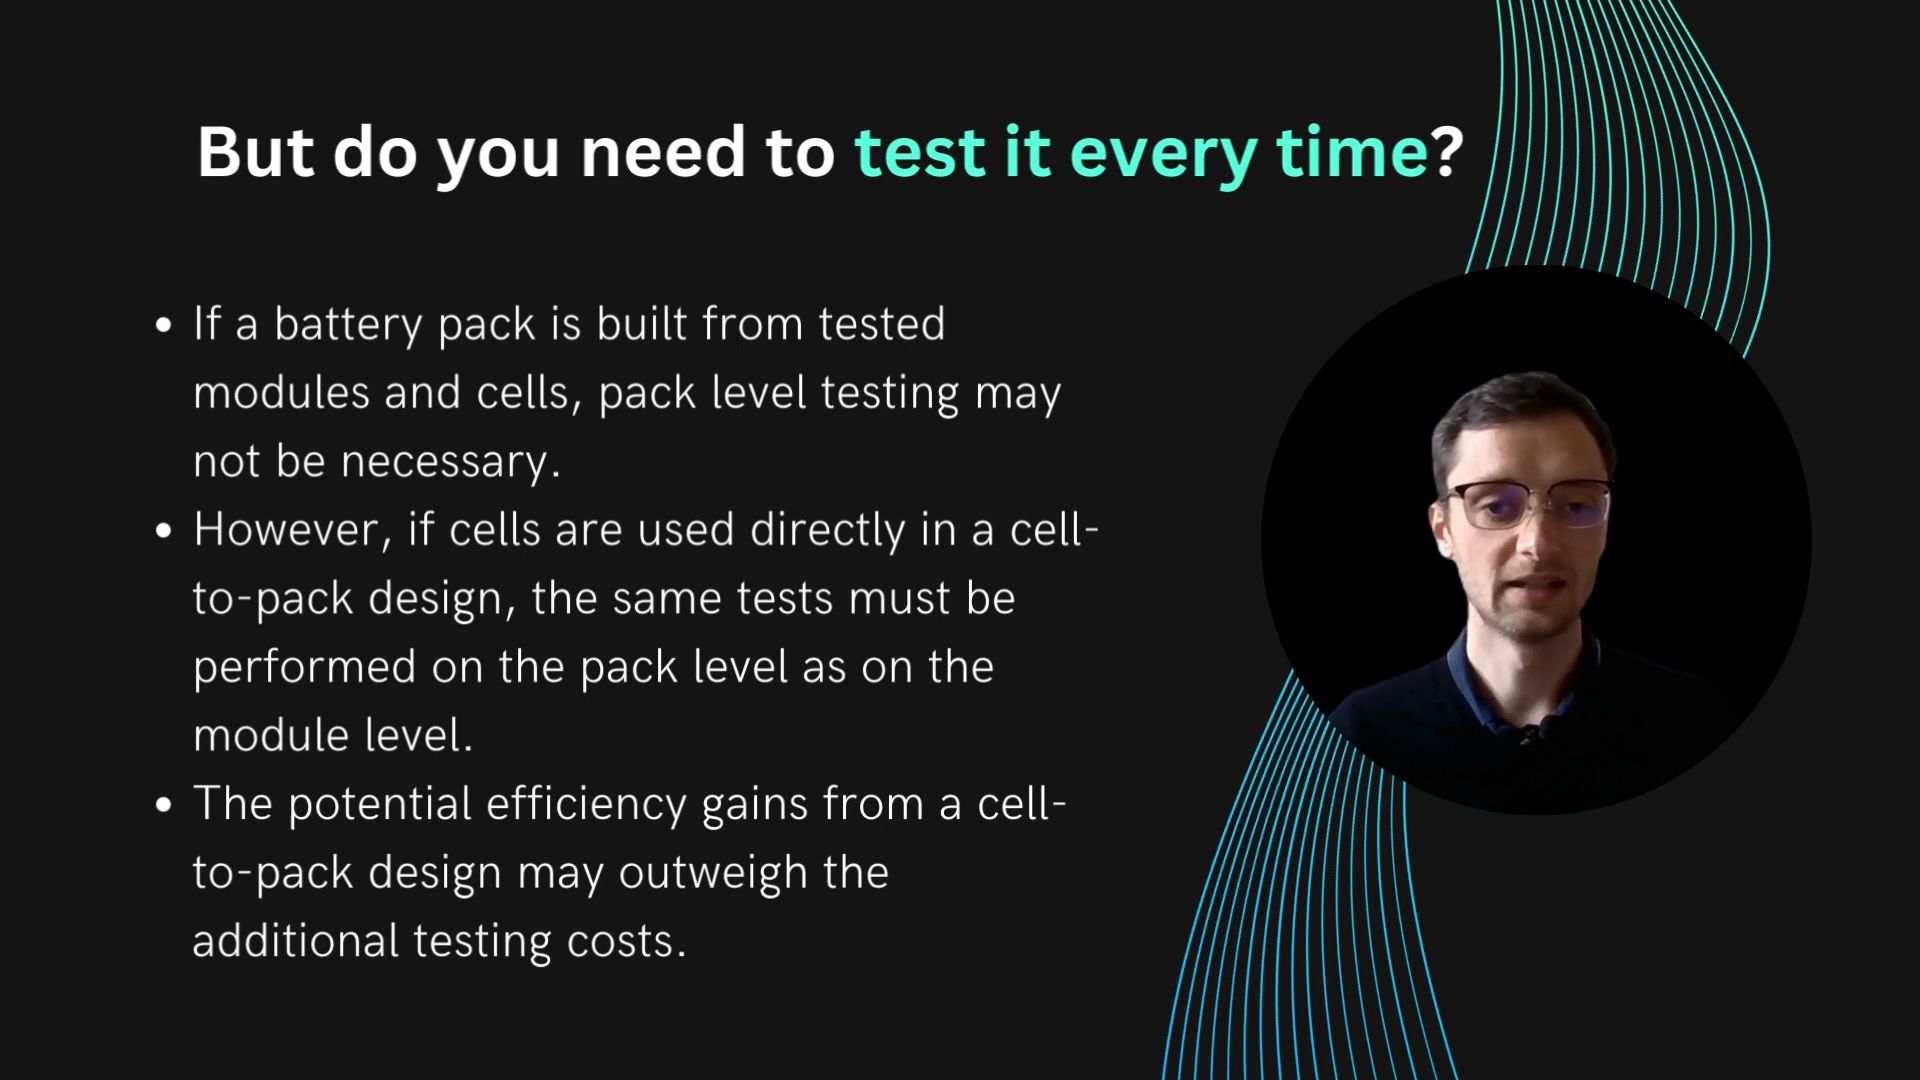 But do you need to test it every time?
• If a battery pack is built from tested
modules and cells, pack level testing may
not be necessary.
• However, if cells are used directly in a cell-
to-pack design, the same tests must be
performed on the pack level as on the
module level.
• The potential efficiency gains from a cell-
to-pack design may outweigh the
additional testing costs.